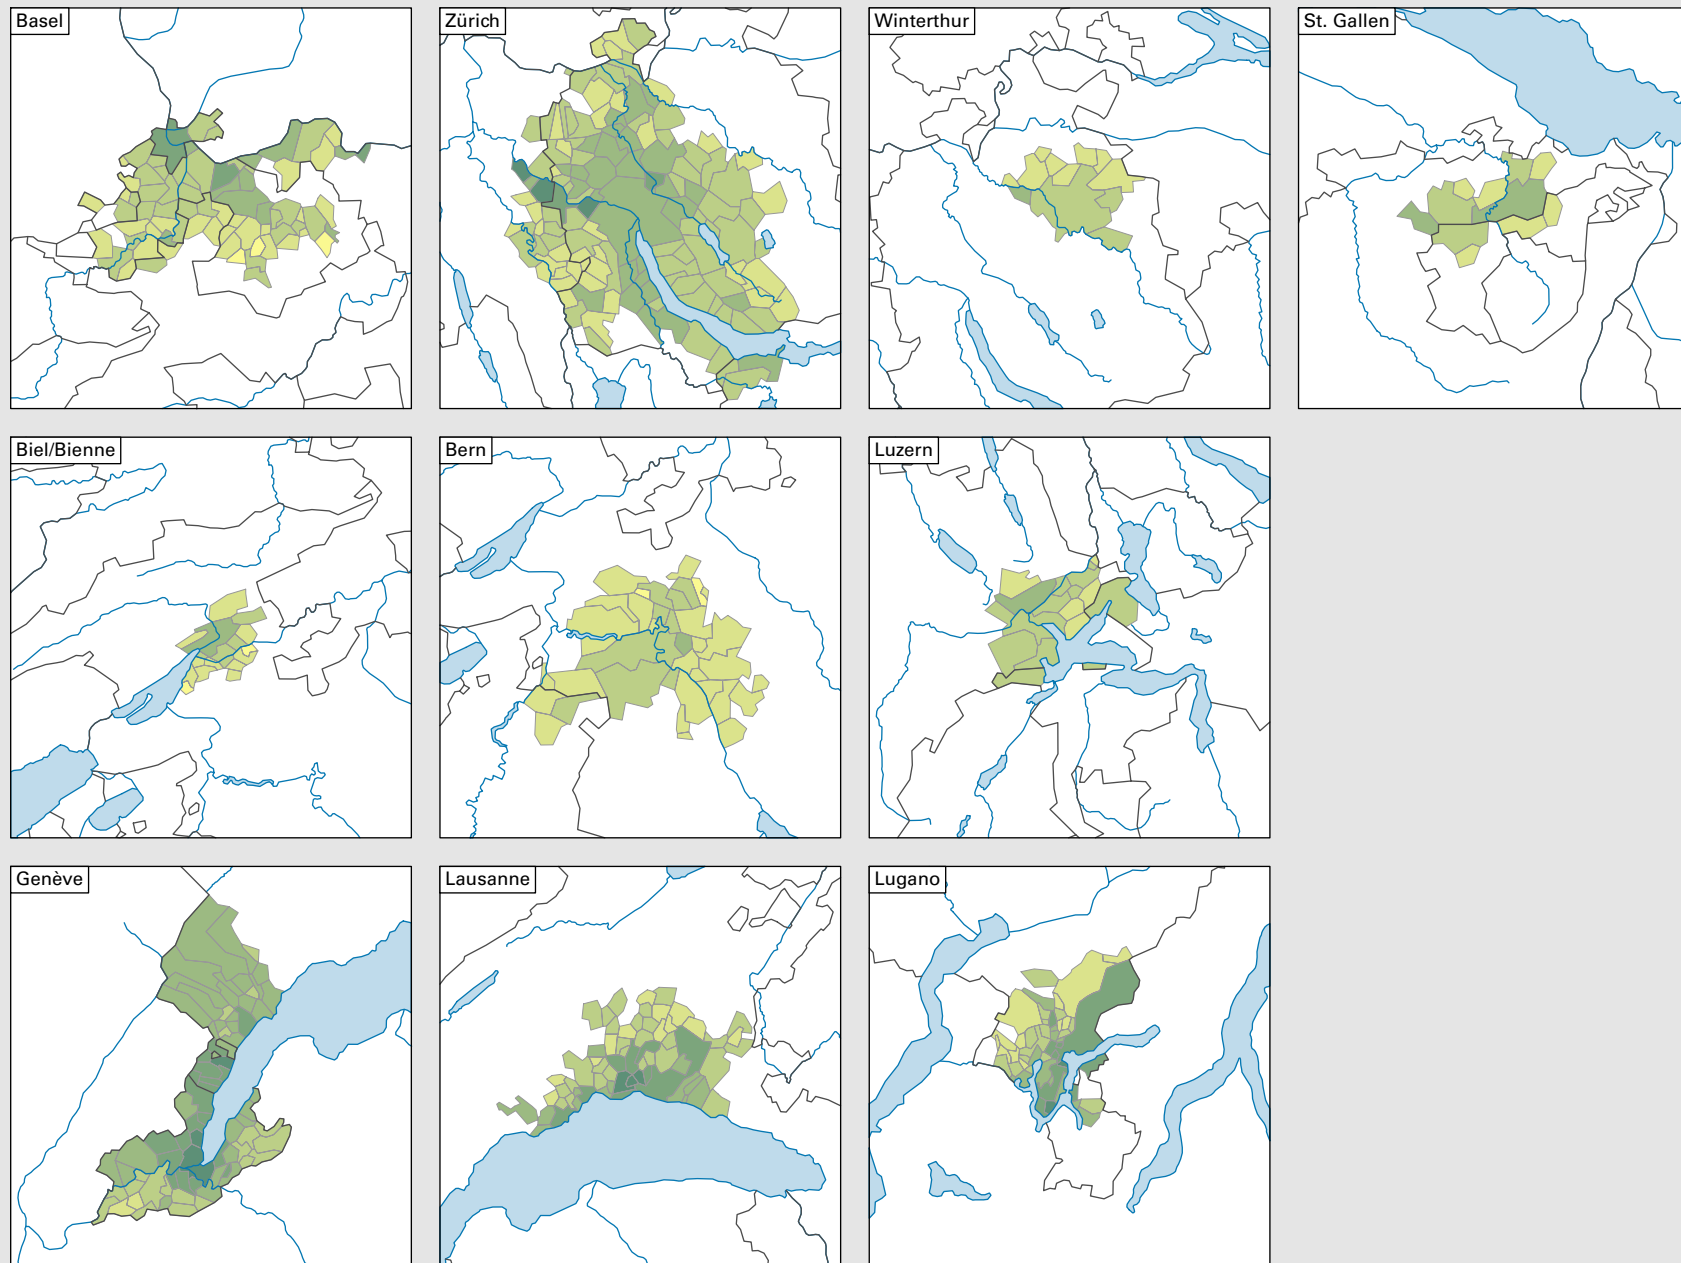 Basel
Zürich
Winterthur
St. Gallen
Biel/Bienne
Bern
Luzern
Genève
Lausanne
Lugano